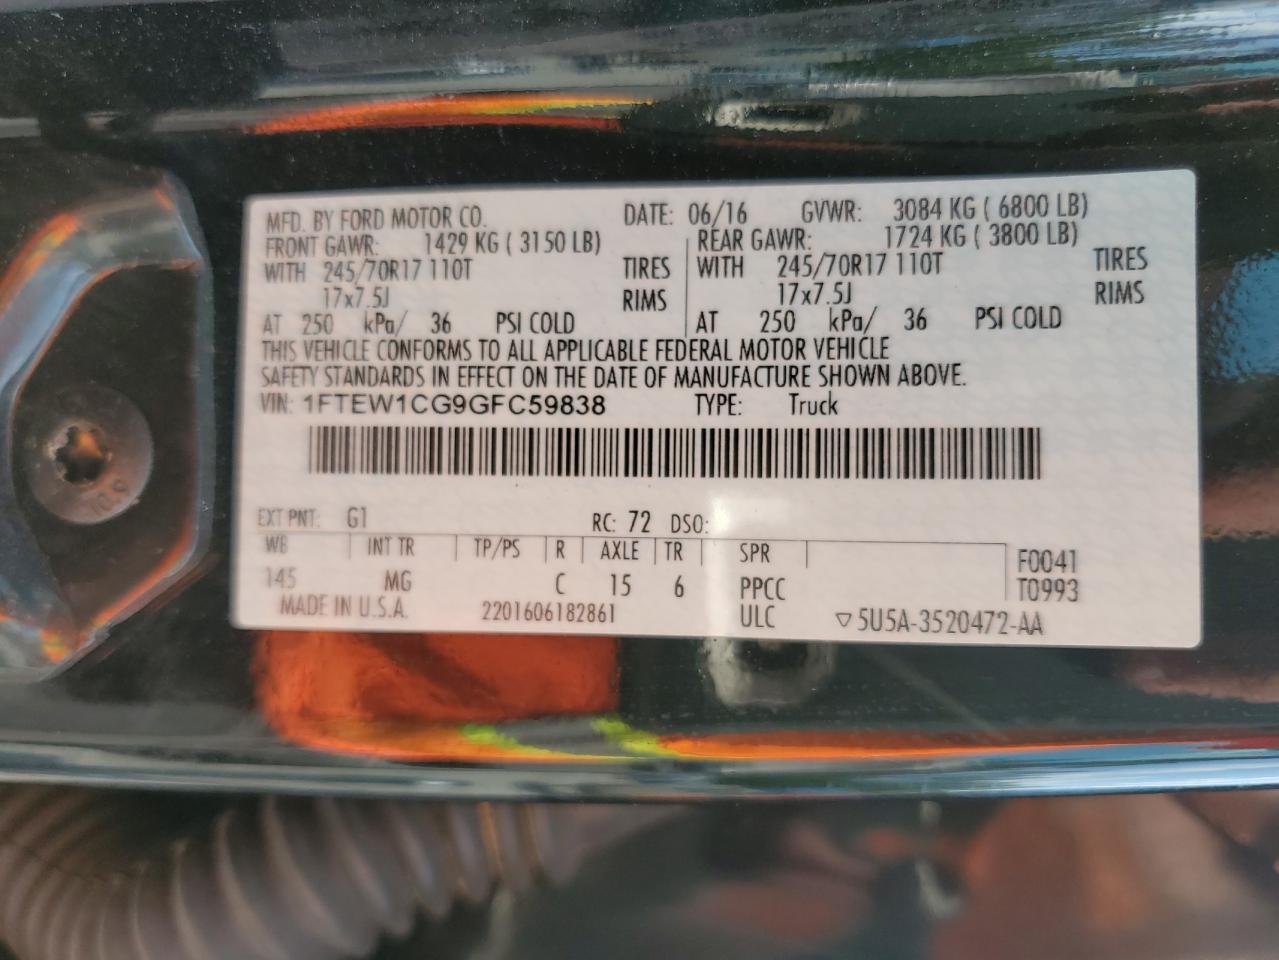 MFD. BY FORD MOTOR CO. DATE: 06/16 GVWR: 3084 KG ( 6800 LB)
FRONT GAWR: 1429 KG ( 3150 LB) REAR GAWR: 1724 KG ( 3800 LB)
WITH 245/70R17 110T TIRES WITH 245/70R17 110T TIRES
17x7.5J RIMS 17x7.5J RIMS
AT 250 kPa/ 36 PSI COLD AT 250 kPa/ 36 PSI COLD
THIS VEHICLE CONFORMS TO ALL APPLICABLE FEDERAL MOTOR VEHICLE
SAFETY STANDARDS IN EFFECT ON THE DATE OF MANUFACTURE SHOWN ABOVE.
VIN: 1FTEW1CG9GFC59838 TYPE: Truck
EXT PNT: G1 RC: 72 DSO:
WB INT TR TP/PS R AXLE TR SPR F0041
145 MG C 15 6 PPCC T0993
MADE IN U.S.A. 2201606182861 ULC ▽5U5A-3520472-AA
10.9